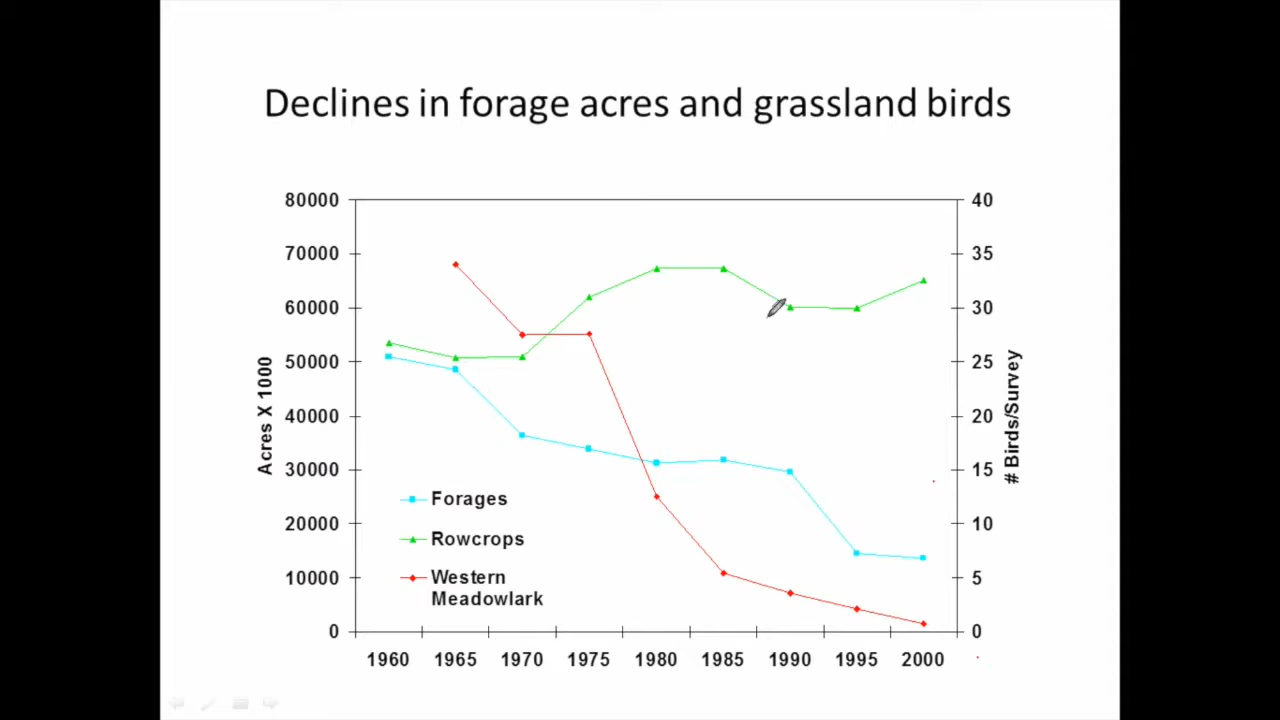 Declines in forage acres and grassland birds
80000
70000
60000
50000
40000
30000
20000
10000
0
Acres X 1000
40
35
30
25
20
15
10
5
0
# Birds/Survey
Forages
Rowcrops
Western
Meadowlark
1960 1965 1970 1975 1980 1985 1990 1995 2000